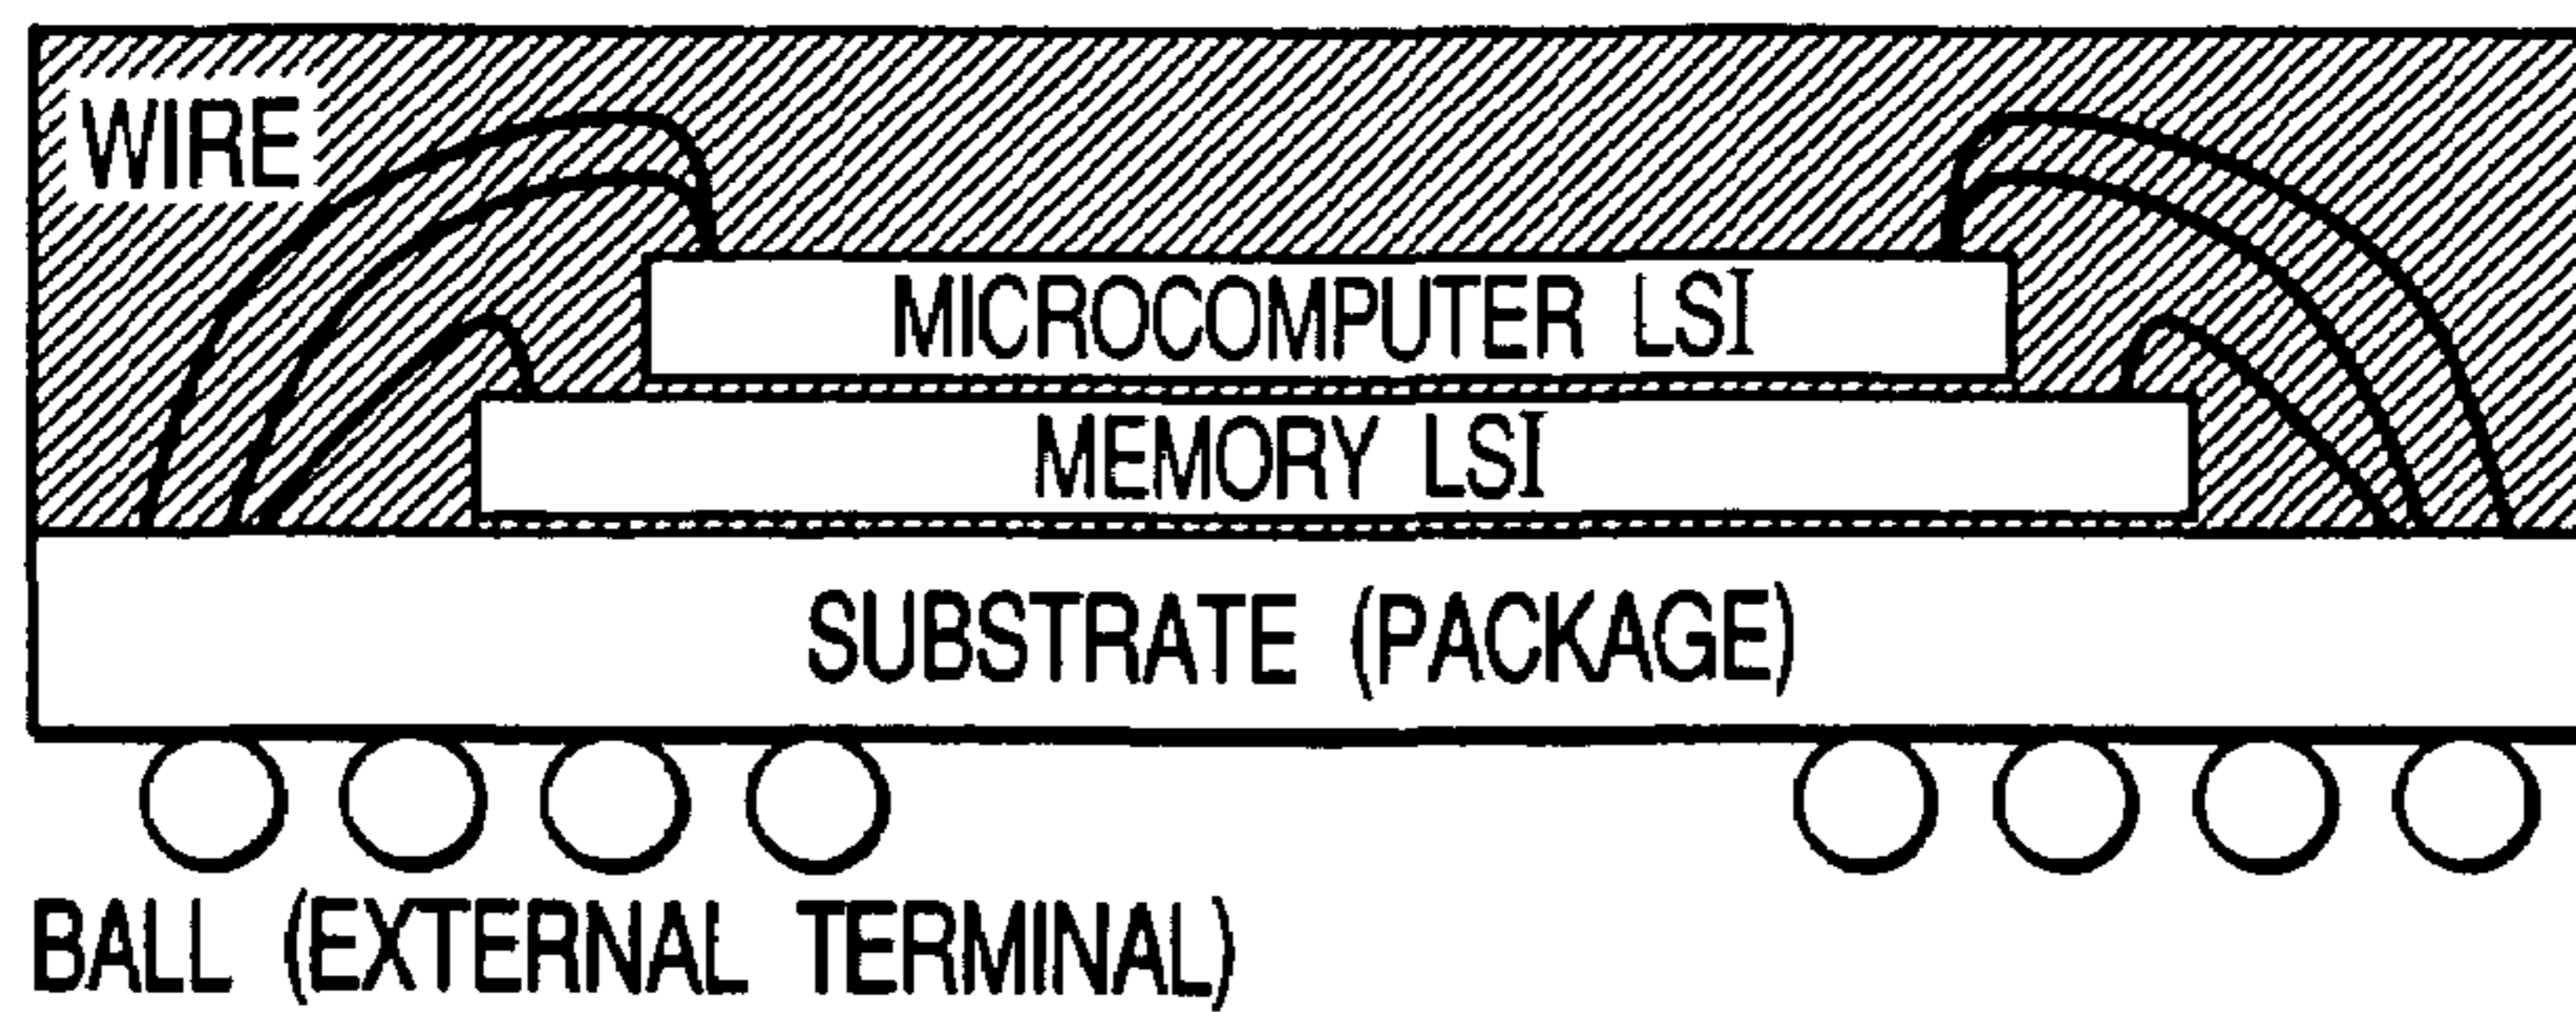 WIRE
MICROCOMPUTER LSI
MEMORY LSI
SUBSTRATE (PACKAGE)
BALL (EXTERNAL TERMINAL)